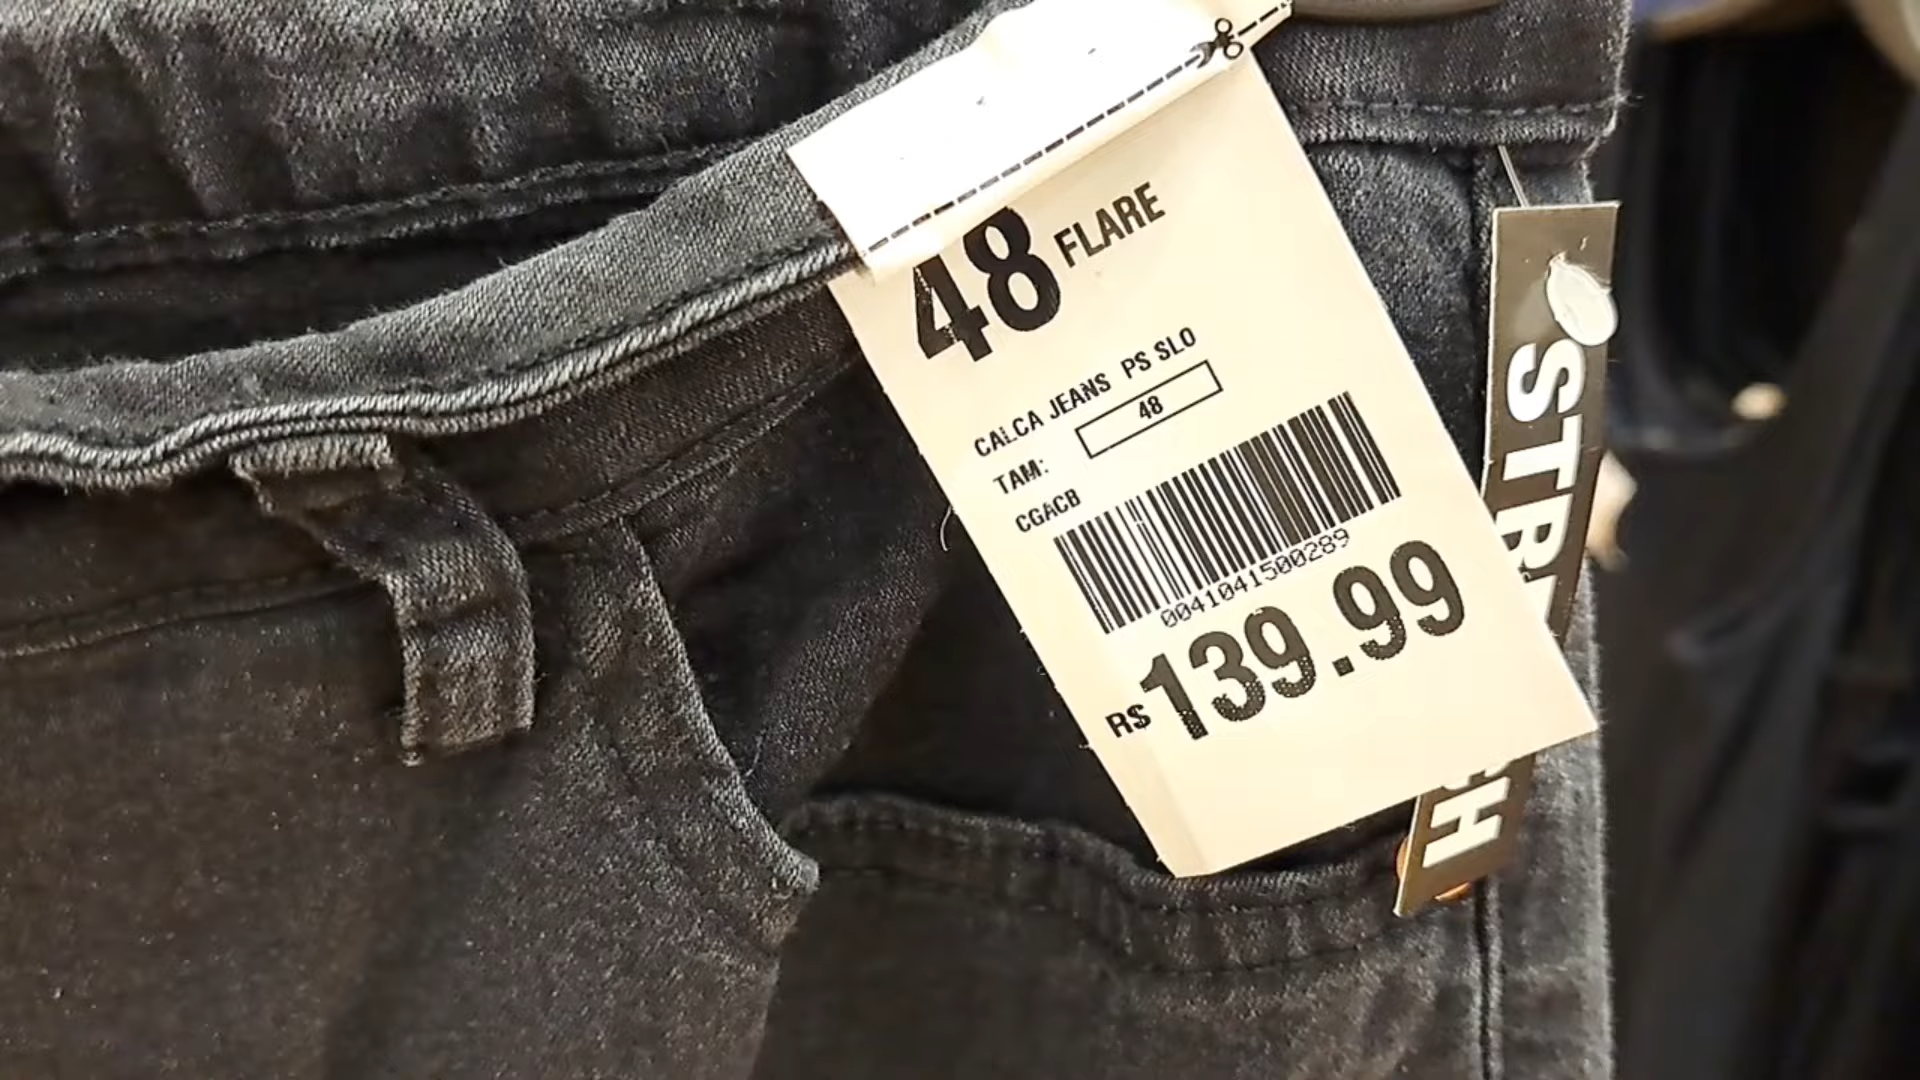 48 FLARE
CALCA JEANS PS SLO
TAM: 48
CGACB
0041041500289
R$139.99